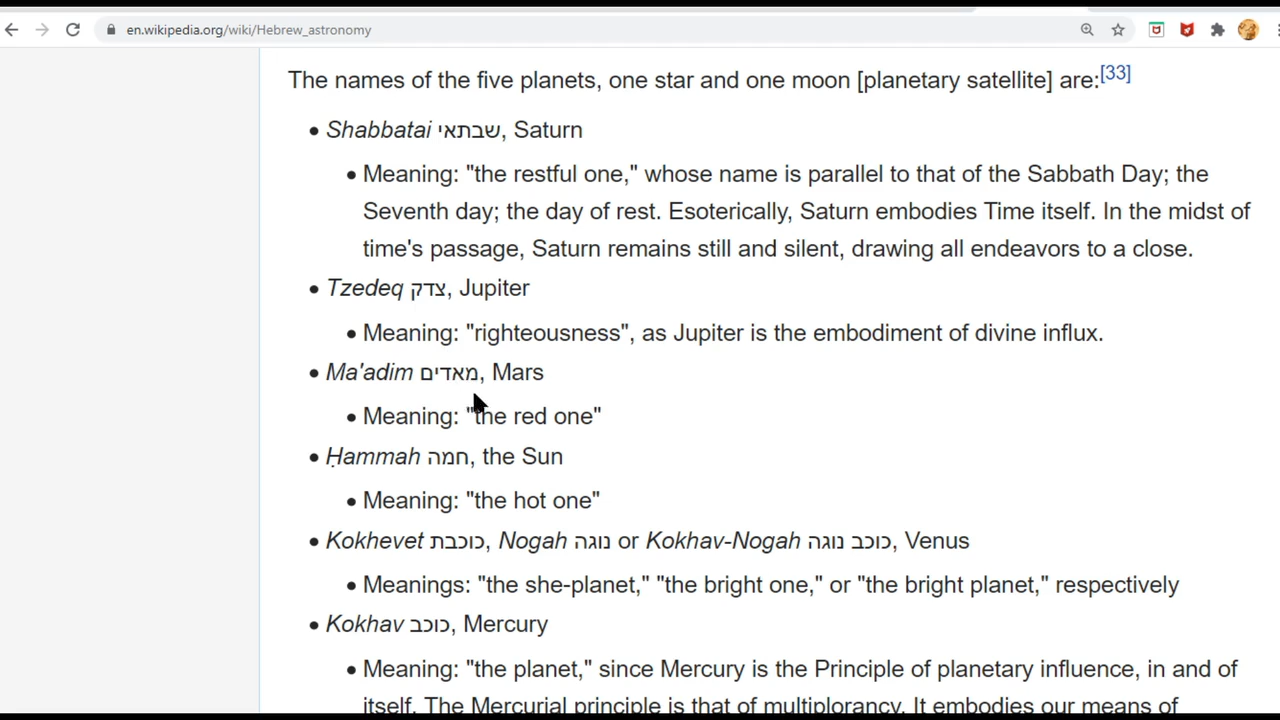 en.wikipedia.org/wiki/Hebrew_astronomy
The names of the five planets, one star and one moon [planetary satellite] are:[33]
• Shabbatai שבתאי, Saturn
• Meaning: "the restful one," whose name is parallel to that of the Sabbath Day; the
Seventh day; the day of rest. Esoterically, Saturn embodies Time itself. In the midst of
time's passage, Saturn remains still and silent, drawing all endeavors to a close.
• Tzedeq צדק, Jupiter
• Meaning: "righteousness", as Jupiter is the embodiment of divine influx.
• Ma'adim מאדים, Mars
• Meaning: "the red one"
• Ḥammah חמה, the Sun
• Meaning: "the hot one"
• Kokhevet כוכבת, Nogah נוגה or Kokhav-Nogah כוכב נוגה, Venus
• Meanings: "the she-planet," "the bright one," or "the bright planet," respectively
• Kokhav כוכב, Mercury
• Meaning: "the planet," since Mercury is the Principle of planetary influence, in and of
itself. The Mercurial principle is that of multiplorancy. It embodies our means of